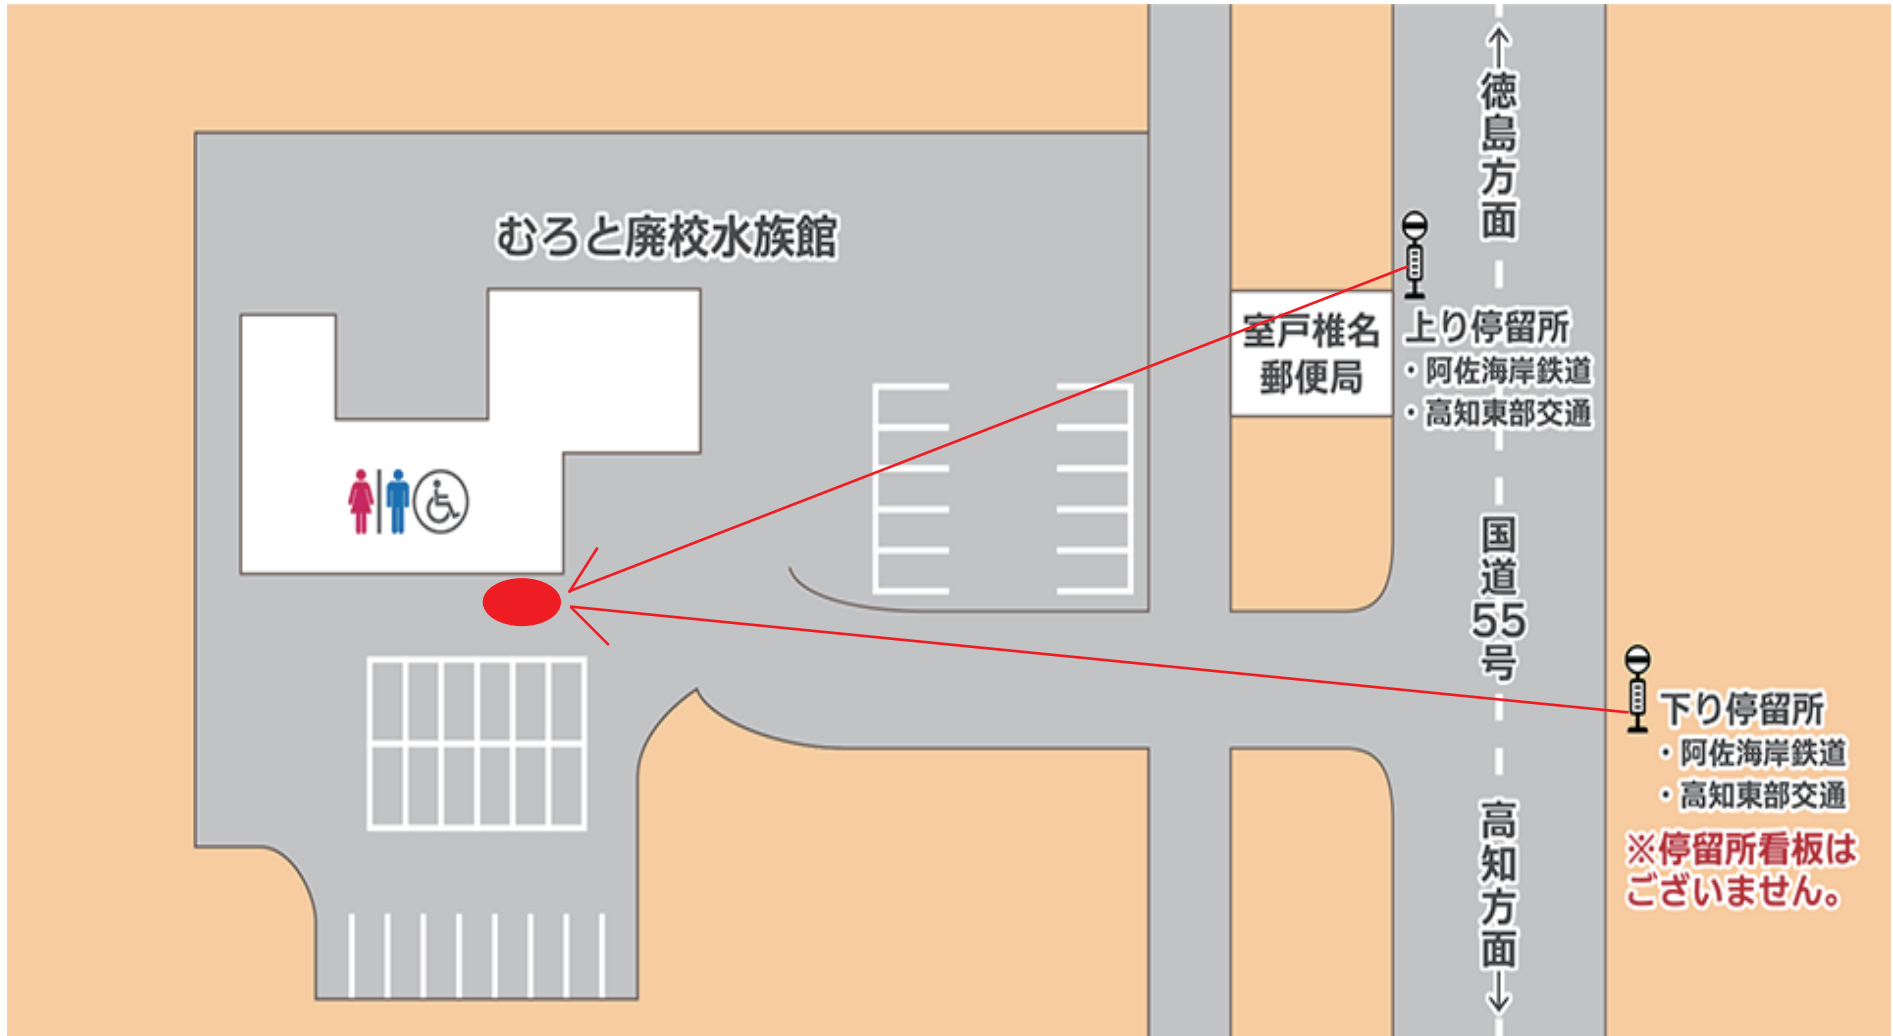 むろと廃校水族館
↑徳島方面
室戸椎名
郵便局
上り停留所
・阿佐海岸鉄道
・高知東部交通
国道55号
下り停留所
・阿佐海岸鉄道
・高知東部交通
※停留所看板は
ございません。
高知方面↓